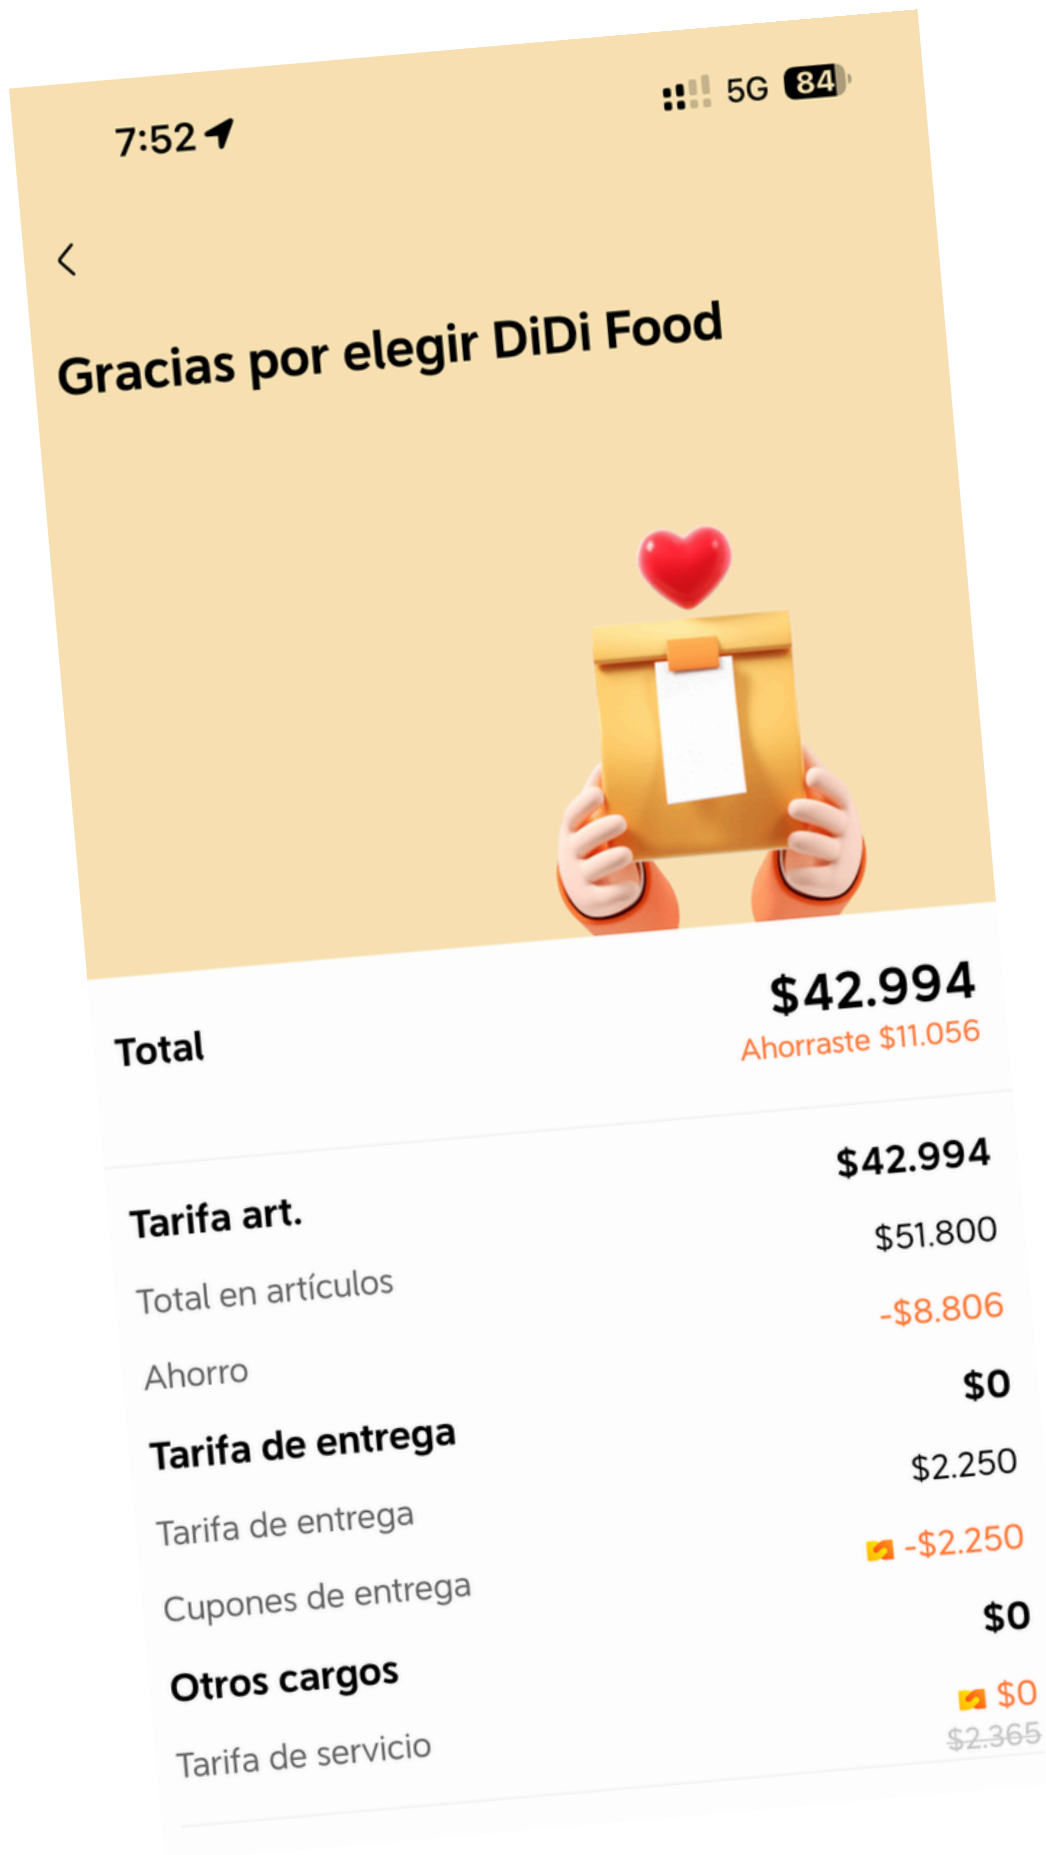 7:52
5G 84
Gracias por elegir DiDi Food
Total
$42.994
Ahorraste $11.056
Tarifa art.
$42.994
Total en artículos
$51.800
Ahorro
-$8.806
Tarifa de entrega
$0
Tarifa de entrega
$2.250
Cupones de entrega
-$2.250
Otros cargos
$0
Tarifa de servicio
$0
$2.365